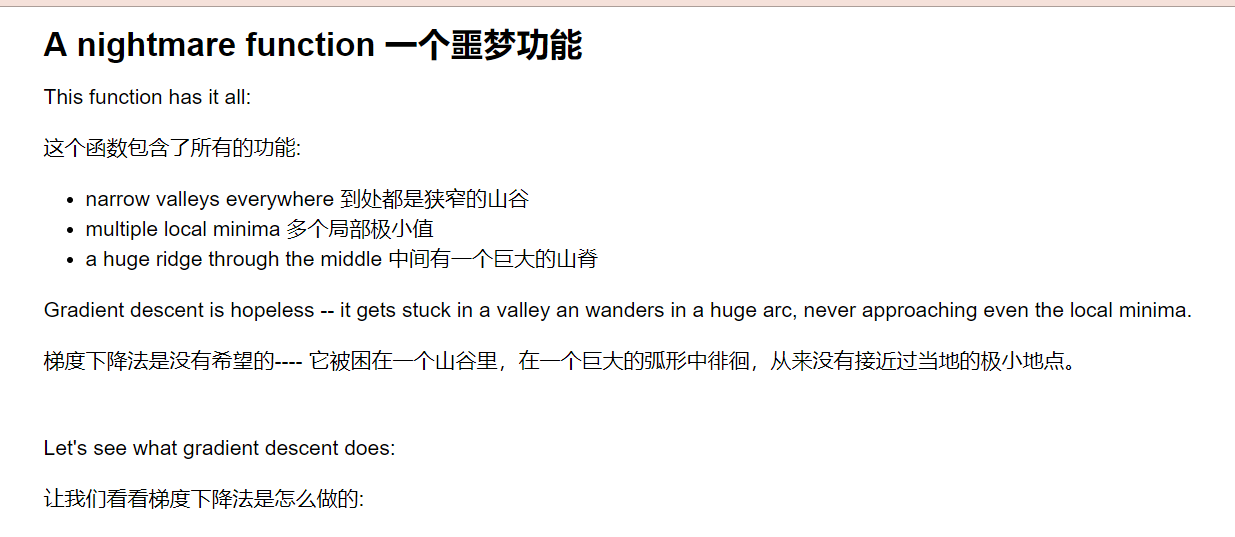 A nightmare function 一个噩梦功能
This function has it all:
这个函数包含了所有的功能:
• narrow valleys everywhere 到处都是狭窄的山谷
• multiple local minima 多个局部极小值
• a huge ridge through the middle 中间有一个巨大的山脊
Gradient descent is hopeless -- it gets stuck in a valley an wanders in a huge arc, never approaching even the local minima.
梯度下降法是没有希望的---- 它被困在一个山谷里，在一个巨大的弧形中徘徊，从来没有接近过当地的极小地点。
Let's see what gradient descent does:
让我们看看梯度下降法是怎么做的: